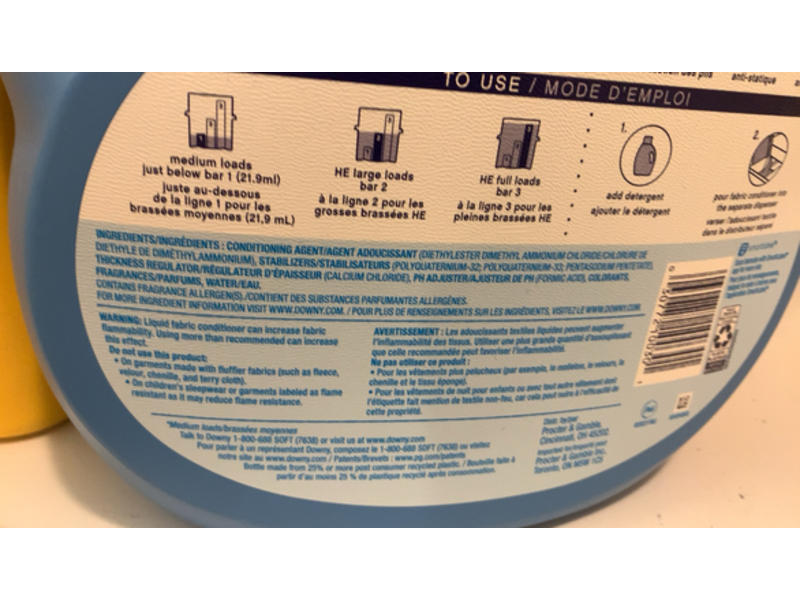 anti-statique
TO USE / MODE D'EMPLOI
medium loads
just below bar 1 (21.9ml)
juste au-dessous
de la ligne 1 pour les
brassées moyennes (21,9 mL)
HE large loads
bar 2
à la ligne 2 pour les
grosses brassées HE
HE full loads
bar 3
à la ligne 3 pour les
pleines brassées HE
1.
add detergent
ajouter le détergent
2.
pour fabric conditioner into
the separate dispenser
verser l'adoucissant textile
dans le distributeur séparé
INGREDIENTS/INGRÉDIENTS : CONDITIONING AGENT/AGENT ADOUCISSANT (DIETHYLESTER DIMETHYL AMMONIUM CHLORIDE/CHLORURE DE
DIETHYLE DE DIMÉTHYLAMMONIUM), STABILIZERS/STABILISATEURS (POLYQUATERNIUM-32; POLYQUATERNIUM-33; PENTASODIUM PENTETATE),
THICKNESS REGULATOR/RÉGULATEUR D'ÉPAISSEUR (CALCIUM CHLORIDE), PH ADJUSTER/AJUSTEUR DE PH (FORMIC ACID), COLORANTS,
FRAGRANCES/PARFUMS, WATER/EAU.
CONTAINS FRAGRANCE ALLERGEN(S)./CONTIENT DES SUBSTANCES PARFUMANTES ALLERGÈNES.
FOR MORE INGREDIENT INFORMATION VISIT WWW.DOWNY.COM. / POUR PLUS DE RENSEIGNEMENTS SUR LES INGRÉDIENTS, VISITEZ LE WWW.DOWNY.COM.
WARNING: Liquid fabric conditioner can increase fabric
flammability. Using more than recommended can increase
this effect.
Do not use this product:
• On garments made with fluffier fabrics (such as fleece,
velour, chenille, and terry cloth).
• On children's sleepwear or garments labeled as flame
resistant as it may reduce flame resistance.
AVERTISSEMENT : Les adoucissants textiles liquides peuvent augmenter
l'inflammabilité des tissus. Utiliser une plus grande quantité d'assouplissant
que celle recommandée peut favoriser l'inflammabilité.
Ne pas utiliser ce produit :
• Pour les vêtements plus pelucheux (par exemple, le molleton, le velours, la
chenille et le tissu éponge).
• Pour les vêtements de nuit pour enfants ou avec tout autre vêtement dont
l'étiquette fait mention de textile non-feu, car cela peut réduire l'efficacité de
cette propriété.
*Medium loads/brassées moyennes
Talk to Downy 1-800-688 SOFT (7638) or visit us at www.downy.com
Pour parler à un représentant Downy, composez le 1-800-688 SOFT (7638) ou visitez
notre site au www.downy.com / Patents/Brevets : www.pg.com/patents
Bottle made from 25% or more post consumer recycled plastic. / Bouteille faite à
partir d'au moins 25 % de plastique recyclé après consommation.
Distr. by/par
Procter & Gamble,
Cincinnati, OH 45202.
Imported by/Importé par
Procter & Gamble Inc.,
Toronto, ON M5W 1C5